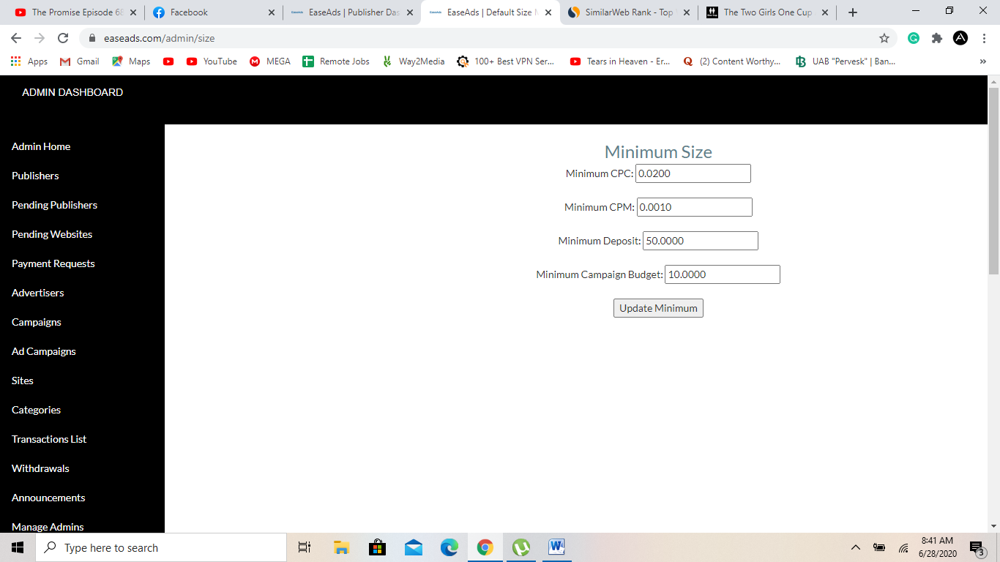 The Promise Episode 68
Facebook
EaseAds | Publisher Das
EaseAds | Default Size M
SimilarWeb Rank - Top
The Two Girls One Cup
easeads.com/admin/size
Apps
Gmail
Maps
YouTube
MEGA
Remote Jobs
Way2Media
100+ Best VPN Ser...
Tears in Heaven - Er...
(2) Content Worthy...
UAB "Pervesk" | Ban...
ADMIN DASHBOARD
Admin Home
Publishers
Pending Publishers
Pending Websites
Payment Requests
Advertisers
Campaigns
Ad Campaigns
Sites
Categories
Transactions List
Withdrawals
Announcements
Manage Admins
Minimum Size
Minimum CPC: 0.0200
Minimum CPM: 0.0010
Minimum Deposit: 50.0000
Minimum Campaign Budget: 10.0000
Update Minimum
Type here to search
8:41 AM
6/28/2020
3